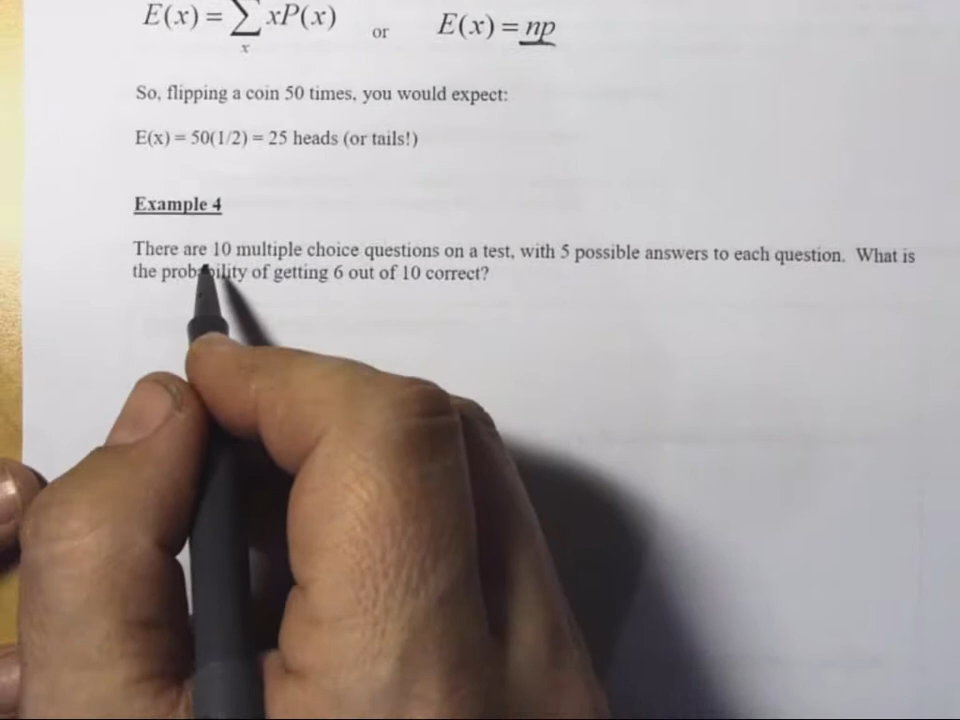 E(x) = ∑ xP(x) or E(x) = np
x
So, flipping a coin 50 times, you would expect:
E(x) = 50(1/2) = 25 heads (or tails!)
Example 4
There are 10 multiple choice questions on a test, with 5 possible answers to each question. What is
the probability of getting 6 out of 10 correct?